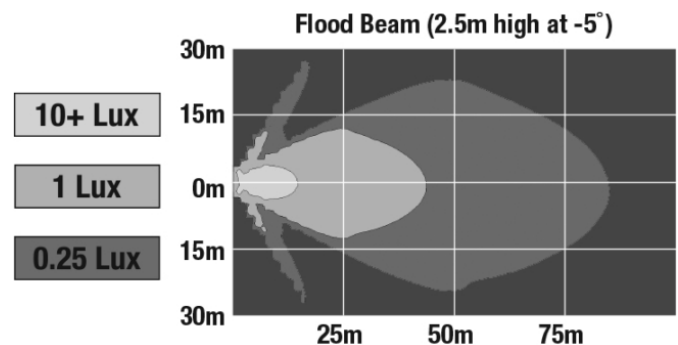 Flood Beam (2.5m high at -5˚)
10+ Lux
1 Lux
0.25 Lux
30m
15m
0m
15m
30m
25m 50m 75m